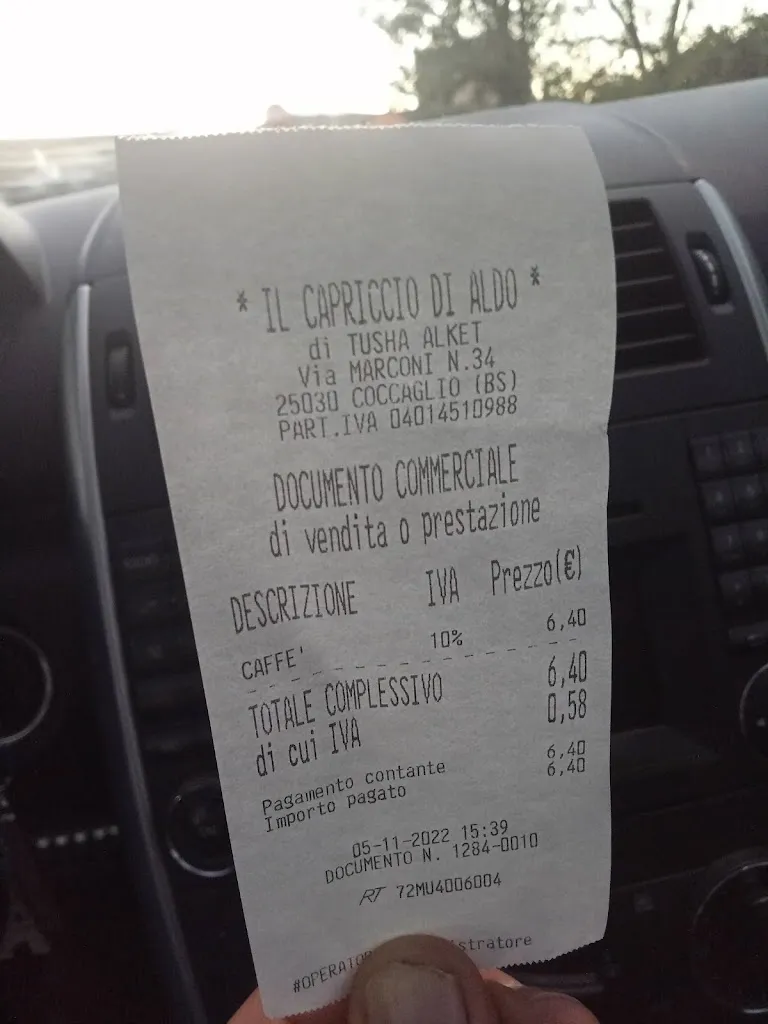 * IL CAPRICCIO DI ALDO *
di TUSHA ALKET
Via MARCONI N.34
25030 COCCAGLIO (BS)
PART.IVA 04014510988
DOCUMENTO COMMERCIALE
di vendita o prestazione
DESCRIZIONE IVA Prezzo(€)
CAFFE' 10% 6,40
TOTALE COMPLESSIVO 6,40
di cui IVA 0,58
Pagamento contante 6,40
Importo pagato 6,40
05-11-2022 15:39
DOCUMENTO N. 1284-0010
RT 72MU4006004